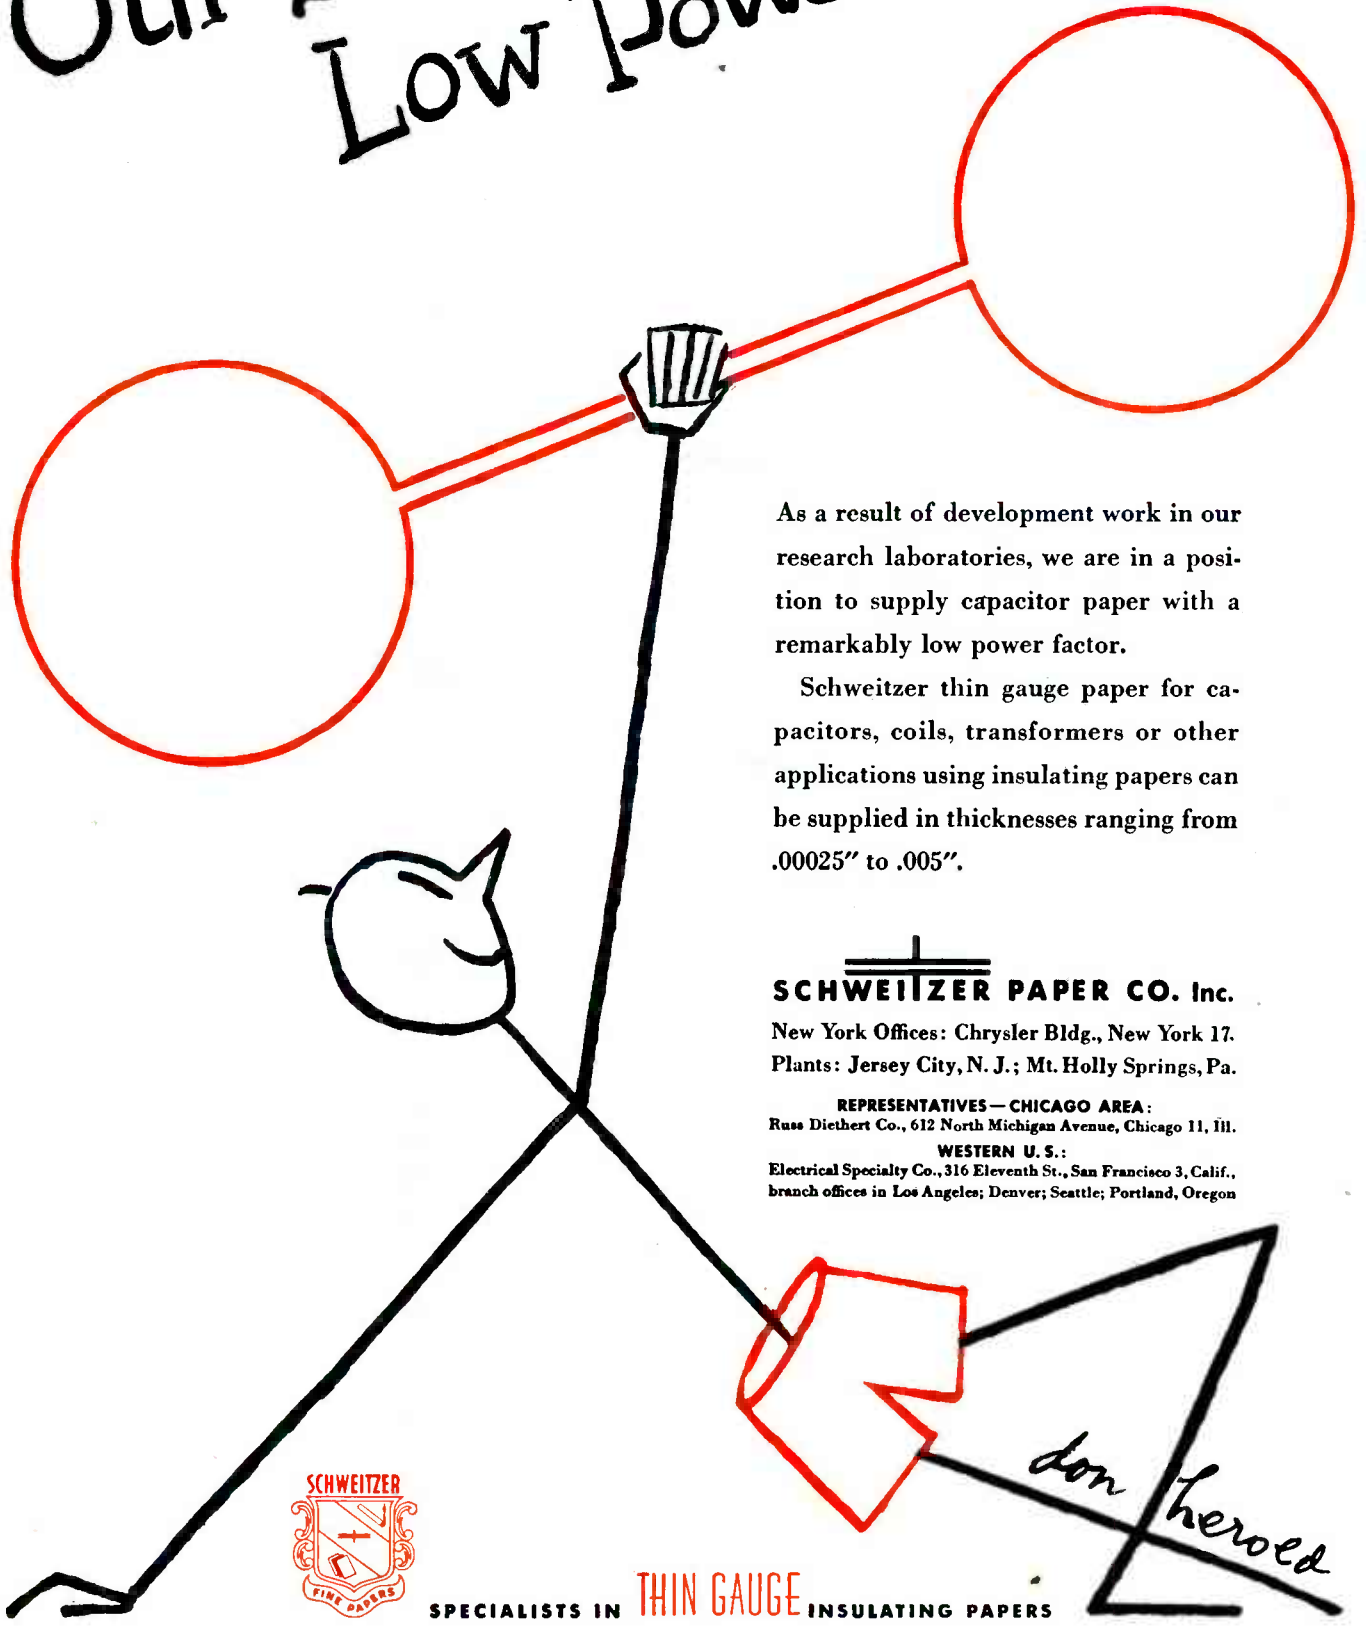 Our
Low Pow
As a result of development work in our
research laboratories, we are in a posi-
tion to supply capacitor paper with a
remarkably low power factor.
Schweitzer thin gauge paper for ca-
pacitors, coils, transformers or other
applications using insulating papers can
be supplied in thicknesses ranging from
.00025″ to .005″.
SCHWEITZER PAPER CO. Inc.
New York Offices: Chrysler Bldg., New York 17.
Plants: Jersey City, N. J.; Mt. Holly Springs, Pa.
REPRESENTATIVES—CHICAGO AREA:
Russ Diethert Co., 612 North Michigan Avenue, Chicago 11, Ill.
WESTERN U. S.:
Electrical Specialty Co., 316 Eleventh St., San Francisco 3, Calif.,
branch offices in Los Angeles; Denver; Seattle; Portland, Oregon
don herold
SCHWEITZER
FINE PAPERS
SPECIALISTS IN THIN GAUGE INSULATING PAPERS